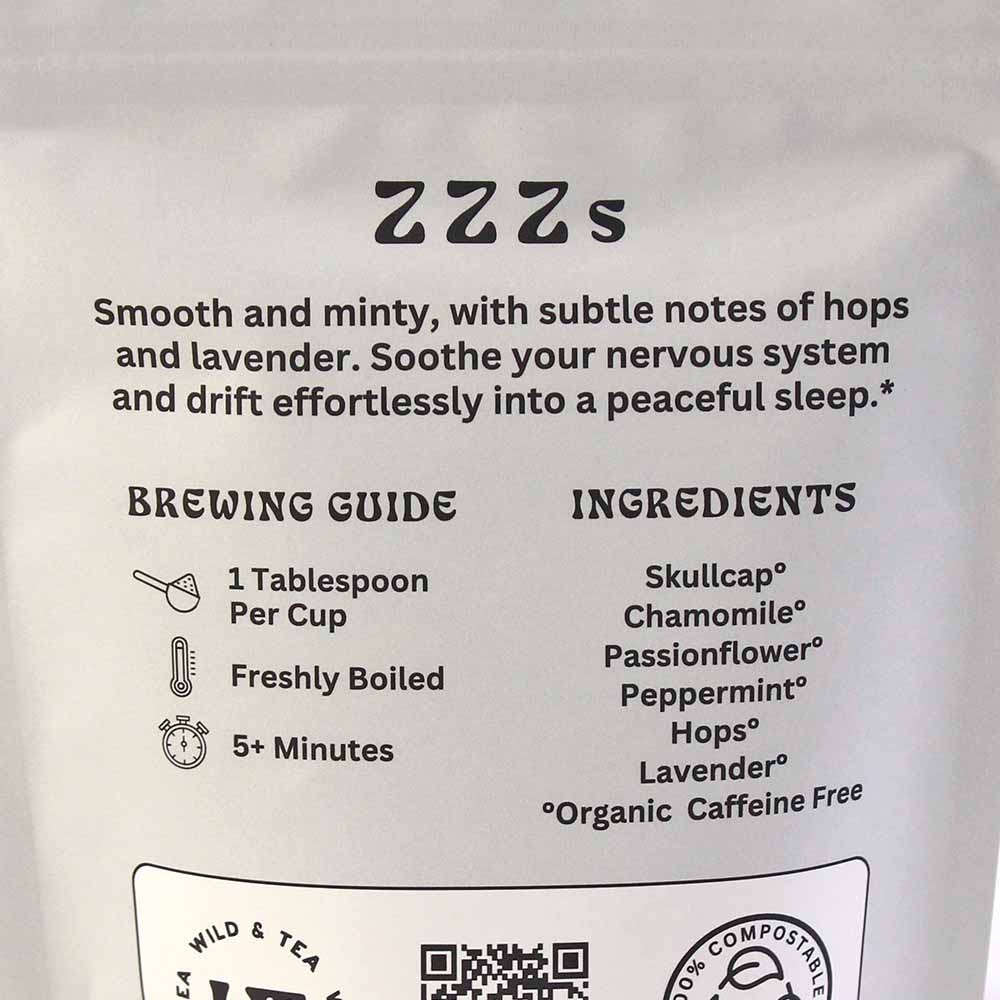 ZZZs
Smooth and minty, with subtle notes of hops
and lavender. Soothe your nervous system
and drift effortlessly into a peaceful sleep.*
BREWING GUIDE
1 Tablespoon
Per Cup
Freshly Boiled
5+ Minutes
INGREDIENTS
Skullcap°
Chamomile°
Passionflower°
Peppermint°
Hops°
Lavender°
°Organic Caffeine Free
WILD & TEA
COMPOSTABLE